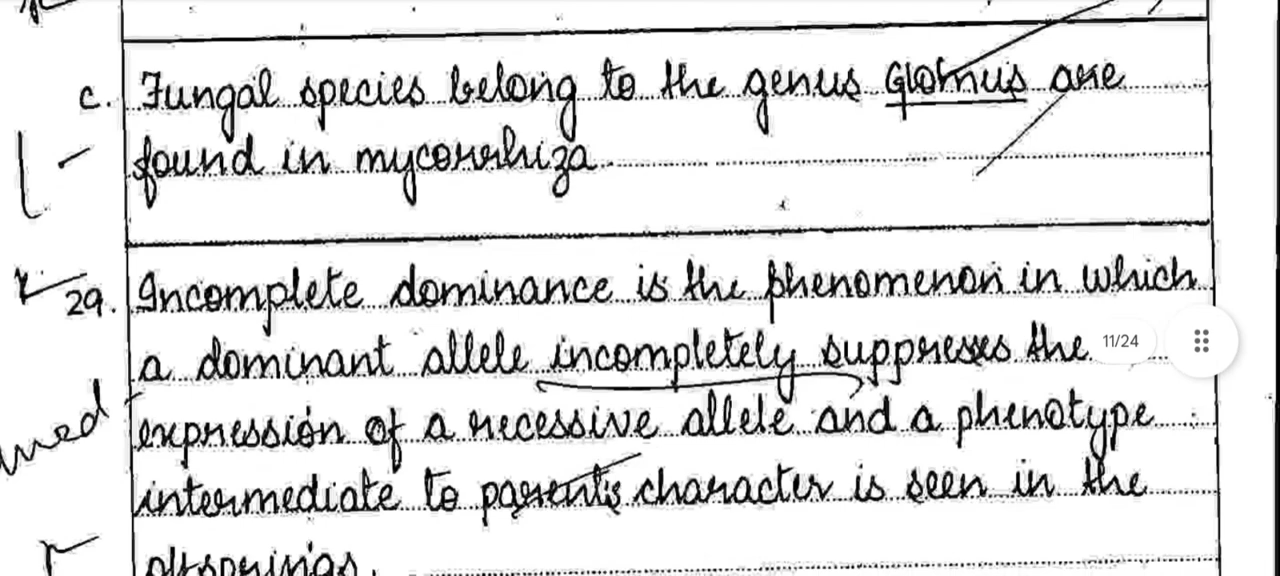 c. Fungal species belong to the genus Glomus are
found in mycorrhiza
29. Incomplete dominance is the phenomenon in which
a dominant allele incompletely suppresses the
11/24
expression of a recessive allele and a phenotype
intermediate to parents character is seen in the
offsprings.